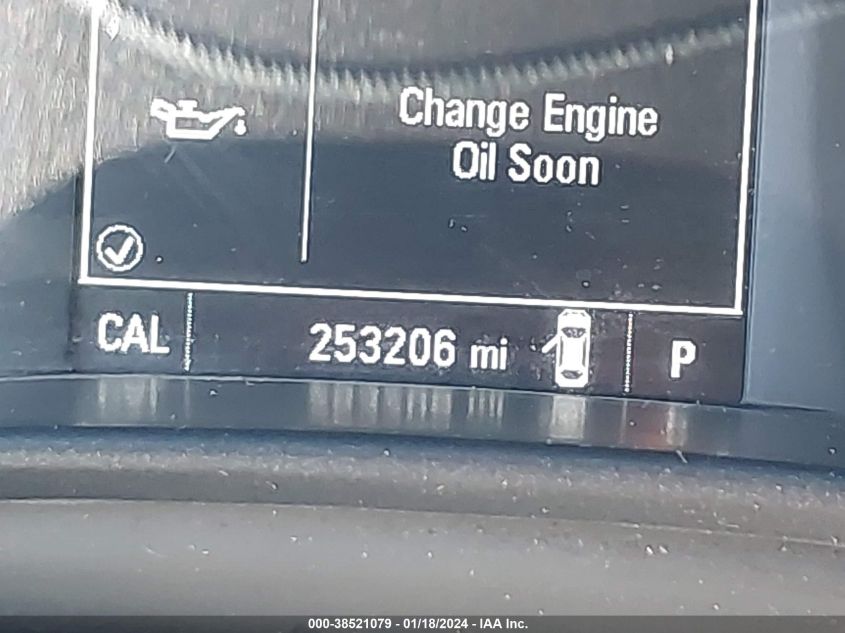 Change Engine
Oil Soon
CAL 253206 mi P
000-38521079 - 01/18/2024 - IAA Inc.